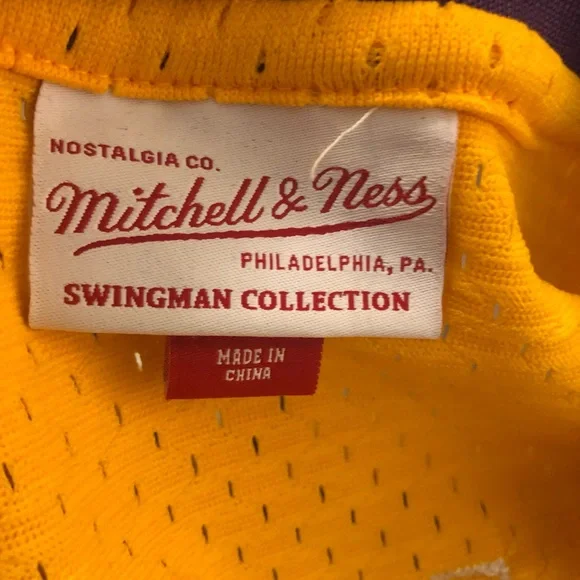 NOSTALGIA CO.
Mitchell & Ness
PHILADELPHIA, PA.
SWINGMAN COLLECTION
MADE IN
CHINA